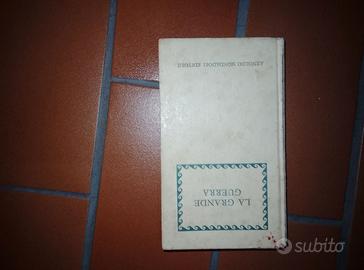 LA GRANDE
GUERRA
ARNOLDO MONDADORI EDITORE
subito